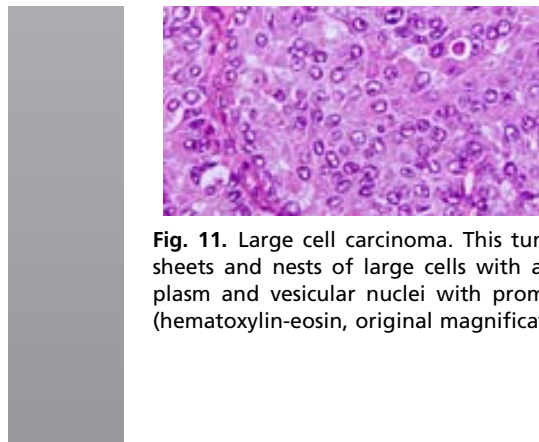 Fig. 11. Large cell carcinoma. This tur
sheets and nests of large cells with a
plasm and vesicular nuclei with prom
(hematoxylin-eosin, original magnificat